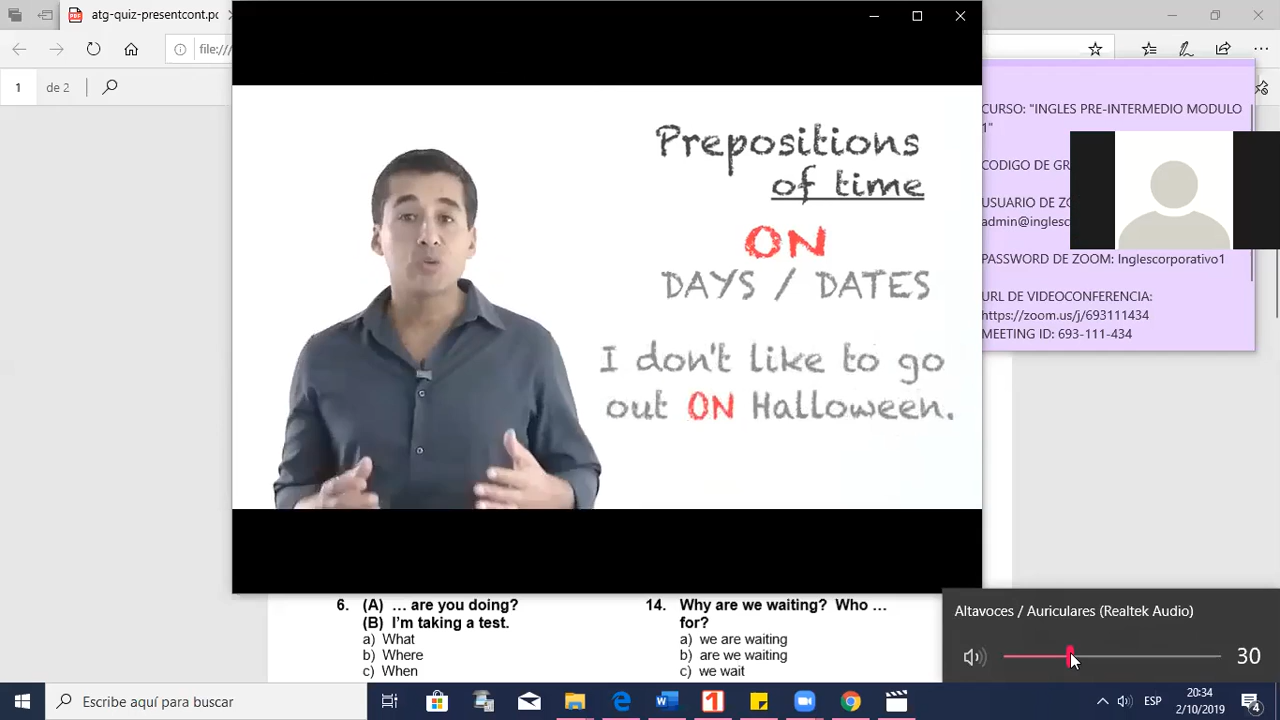 atg-quiz-presentcont.pc
file://
1 de 2
Prepositions
of time
ON
DAYS / DATES
I don't like to go
out ON Halloween.
CURSO: "INGLES PRE-INTERMEDIO MODULO
1"
CODIGO DE GR
USUARIO DE ZO
admin@inglesc
PASSWORD DE ZOOM: Inglescorporativo1
URL DE VIDEOCONFERENCIA:
https://zoom.us/j/693111434
MEETING ID: 693-111-434
6. (A) … are you doing?
(B) I'm taking a test.
a) What
b) Where
c) When
14. Why are we waiting? Who …
for?
a) we are waiting
b) are we waiting
c) we wait
Altavoces / Auriculares (Realtek Audio)
30
Escribe aquí para buscar
ESP
20:34
2/10/2019
4